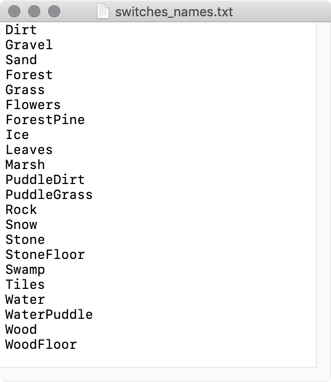 switches_names.txt
Dirt
Gravel
Sand
Forest
Grass
Flowers
ForestPine
Ice
Leaves
Marsh
PuddleDirt
PuddleGrass
Rock
Snow
Stone
StoneFloor
Swamp
Tiles
Water
WaterPuddle
Wood
WoodFloor